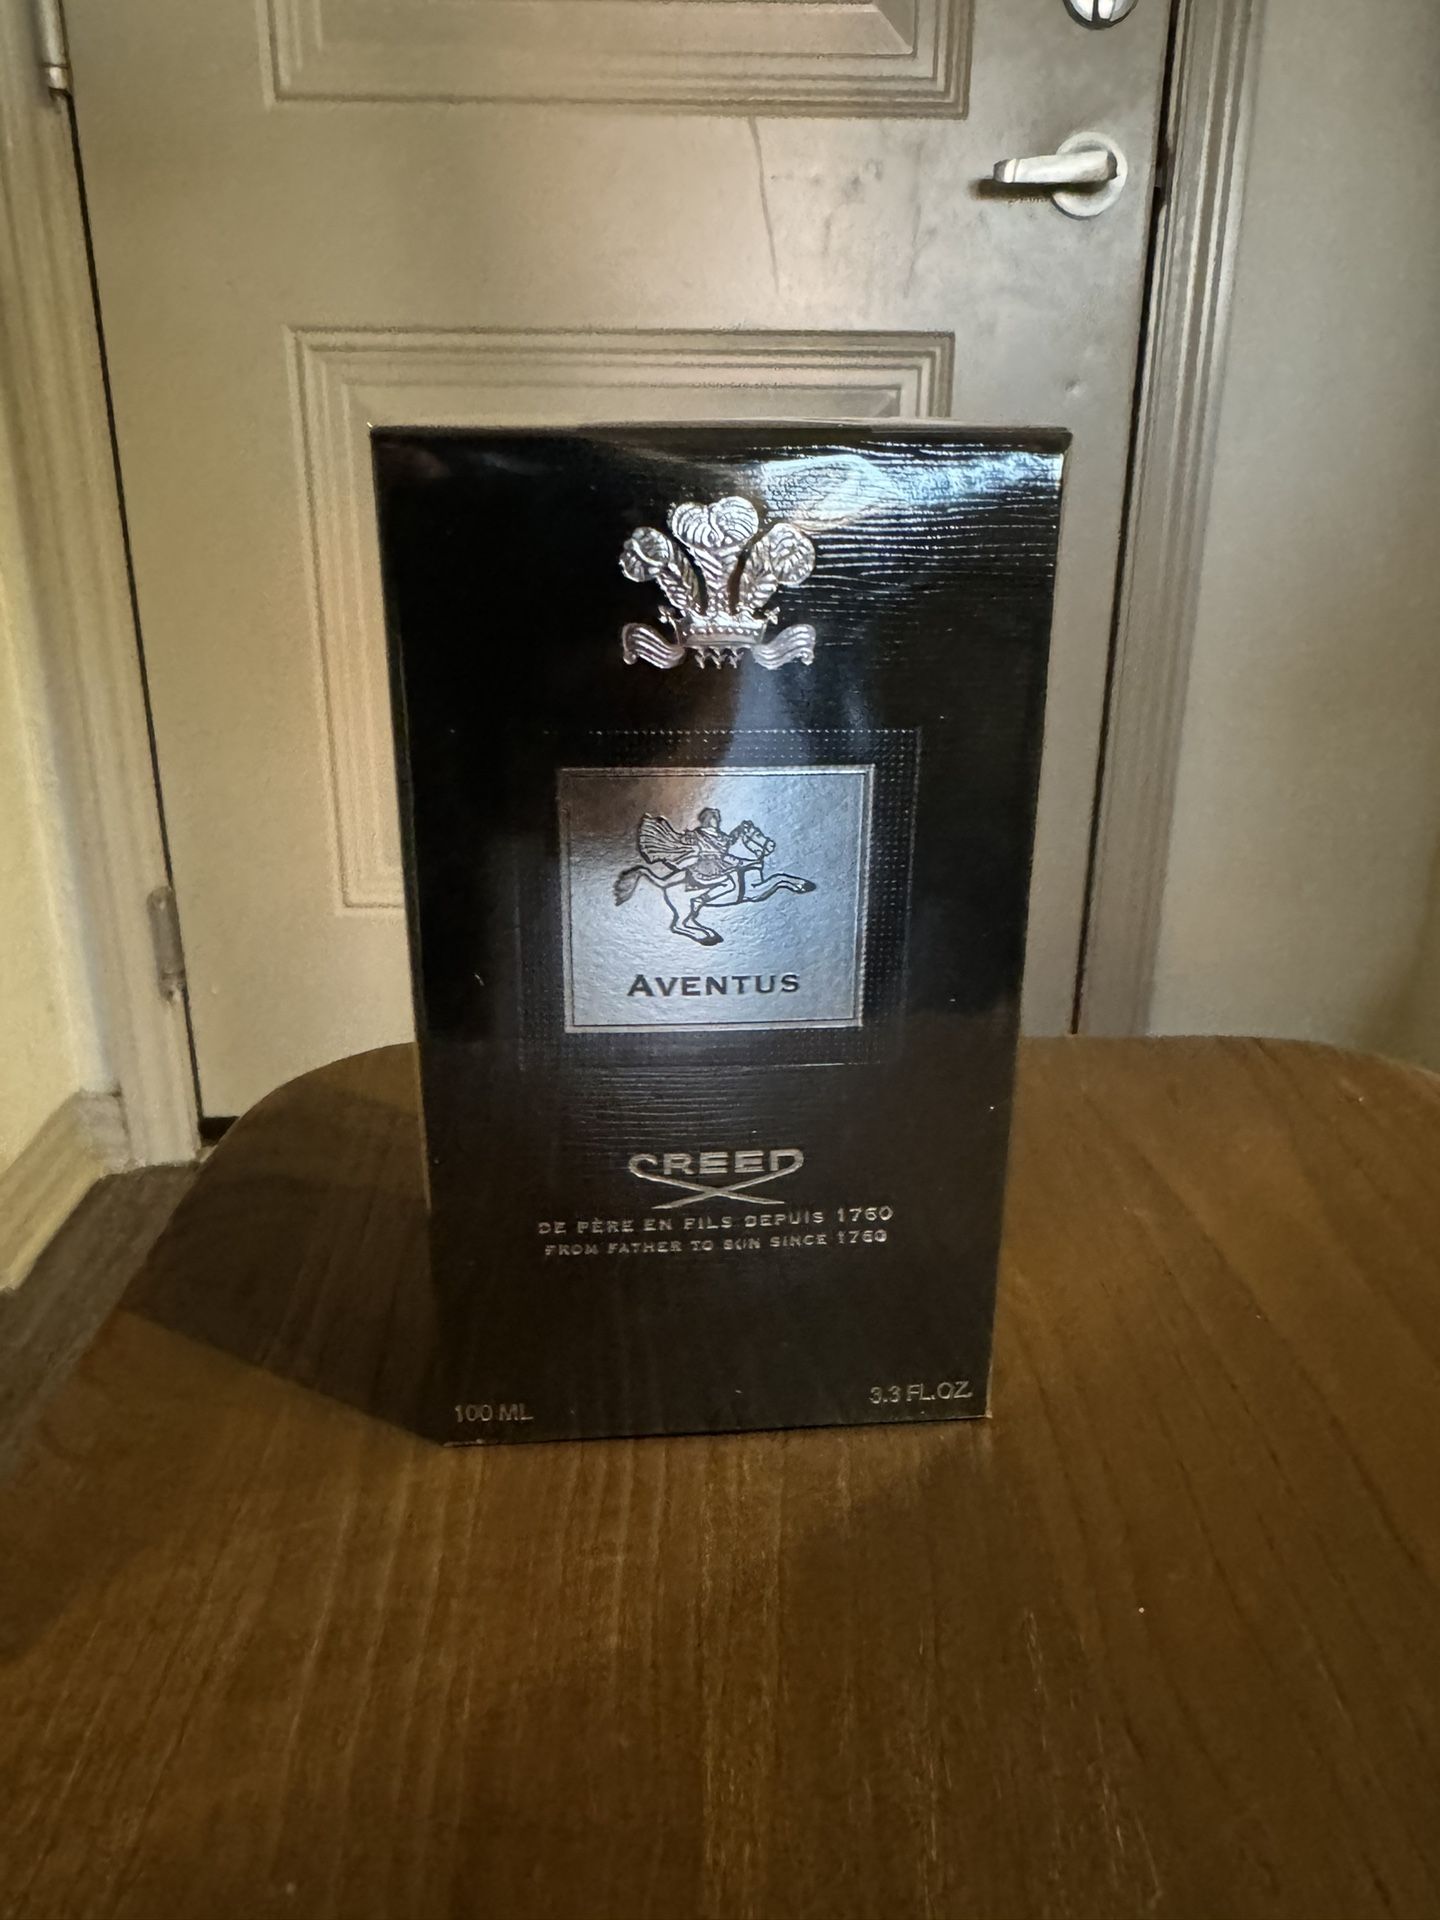 AVENTUS
CREED
DE PÈRE EN FILS DEPUIS 1760
FROM FATHER TO SON SINCE 1760
100 ML
3.3 FL.OZ.